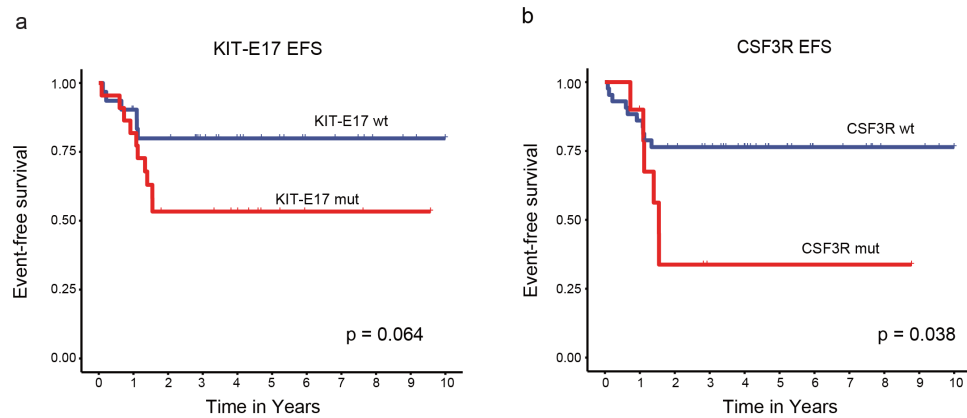 a
KIT-E17 EFS
Event-free survival
1.00
0.75
0.50
0.25
0.00
KIT-E17 wt
KIT-E17 mut
p = 0.064
0 1 2 3 4 5 6 7 8 9 10
Time in Years
b
CSF3R EFS
Event-free survival
1.00
0.75
0.50
0.25
0.00
CSF3R wt
CSF3R mut
p = 0.038
0 1 2 3 4 5 6 7 8 9 10
Time in Years